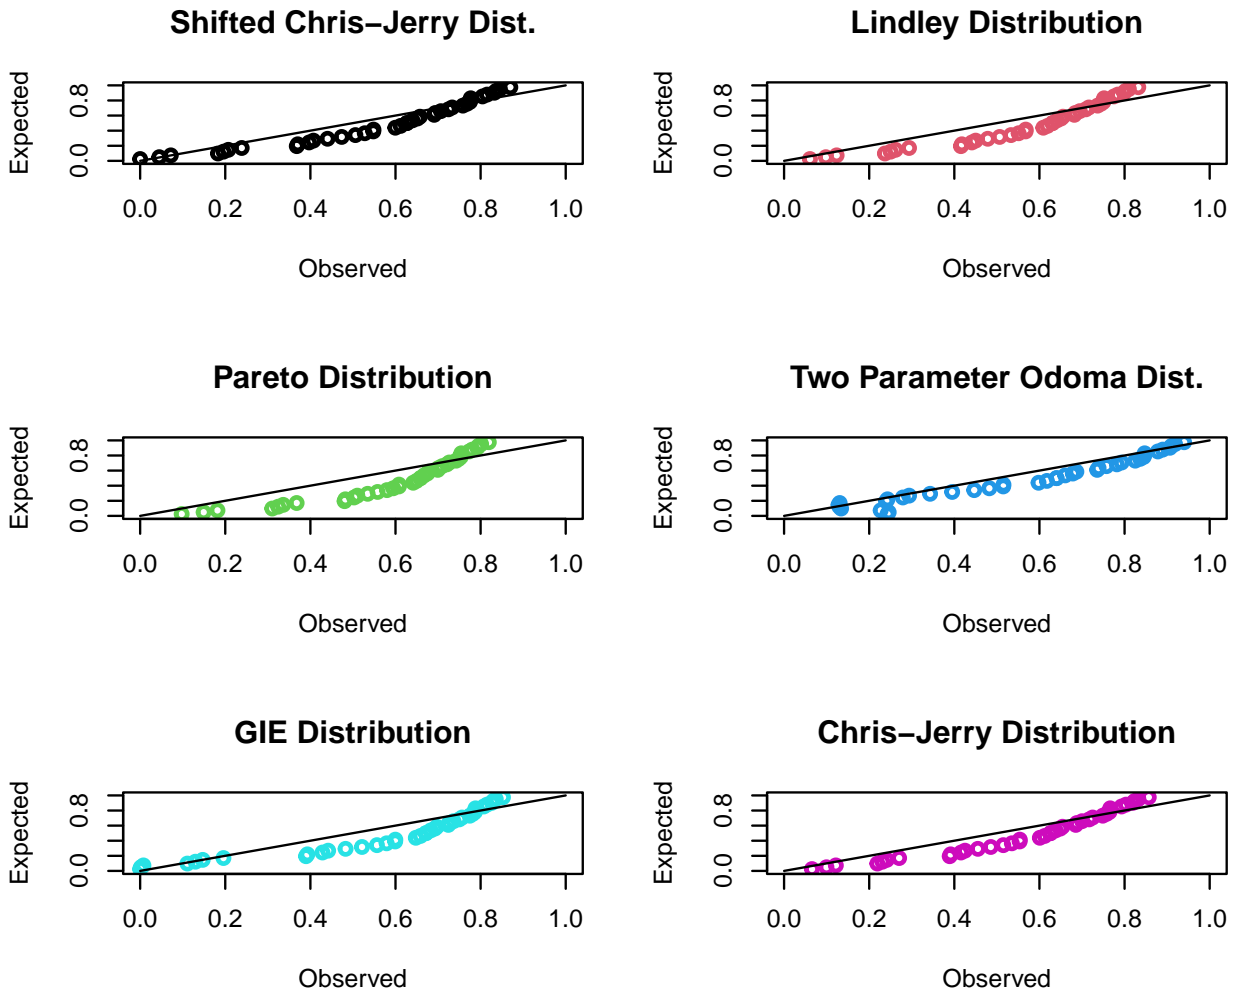 Shifted Chris−Jerry Dist.
Expected
0.0 0.8
0.0 0.2 0.4 0.6 0.8 1.0
Observed
Lindley Distribution
Expected
0.0 0.8
0.0 0.2 0.4 0.6 0.8 1.0
Observed
Pareto Distribution
Expected
0.0 0.8
0.0 0.2 0.4 0.6 0.8 1.0
Observed
Two Parameter Odoma Dist.
Expected
0.0 0.8
0.0 0.2 0.4 0.6 0.8 1.0
Observed
GIE Distribution
Expected
0.0 0.8
0.0 0.2 0.4 0.6 0.8 1.0
Observed
Chris−Jerry Distribution
Expected
0.0 0.8
0.0 0.2 0.4 0.6 0.8 1.0
Observed